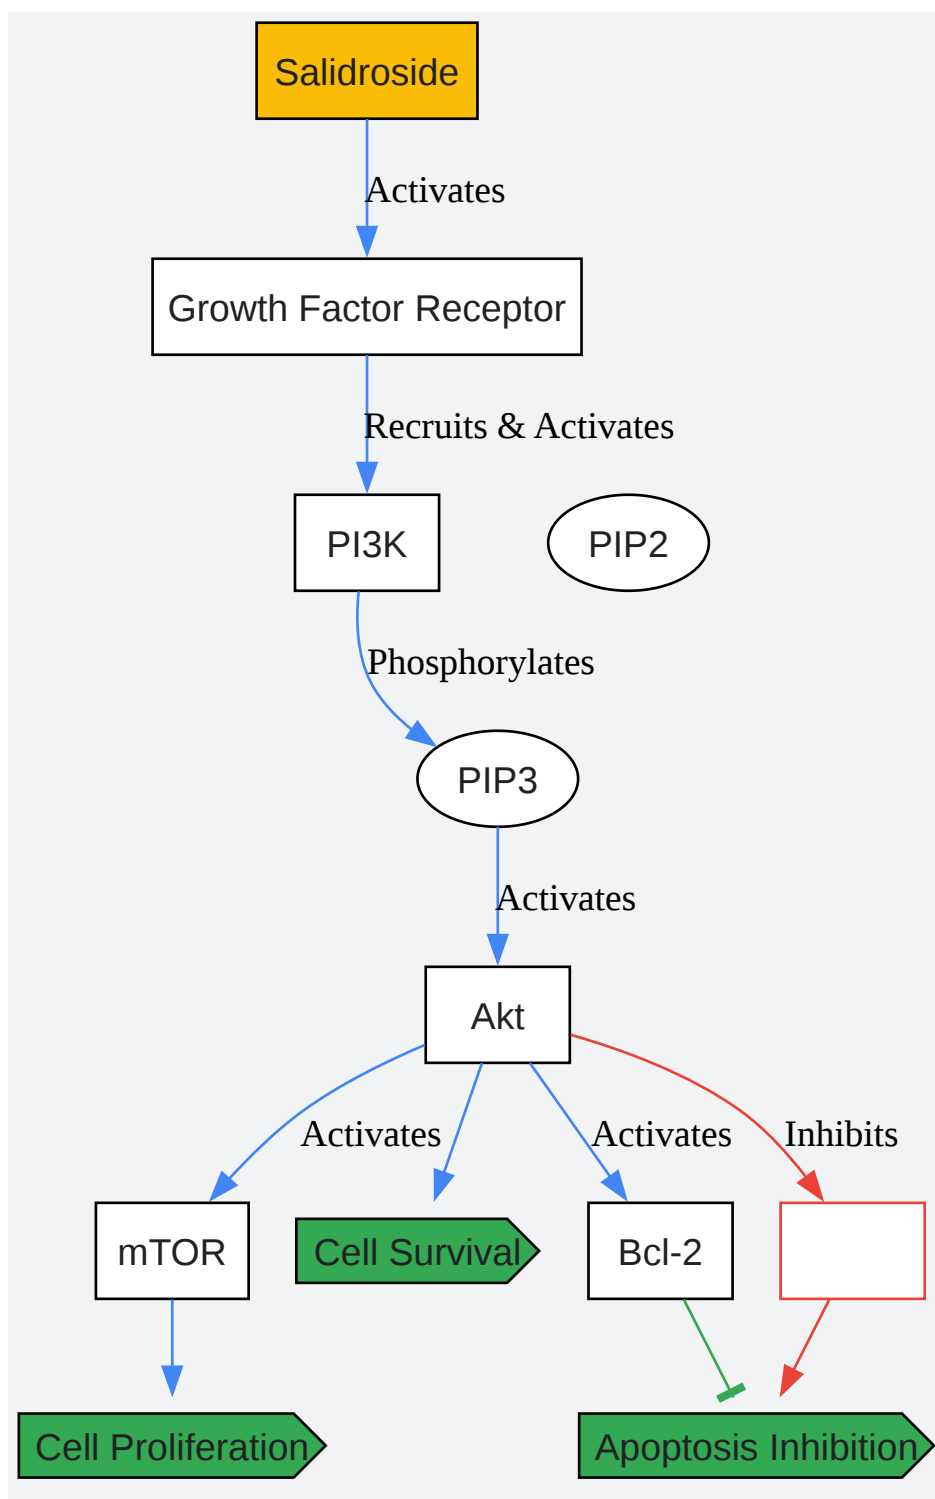 Salidroside
Activates
Growth Factor Receptor
Recruits & Activates
PI3K
PIP2
Phosphorylates
PIP3
Activates
Akt
Activates
Activates
Inhibits
mTOR
Cell Survival
Bcl-2
Cell Proliferation
Apoptosis Inhibition